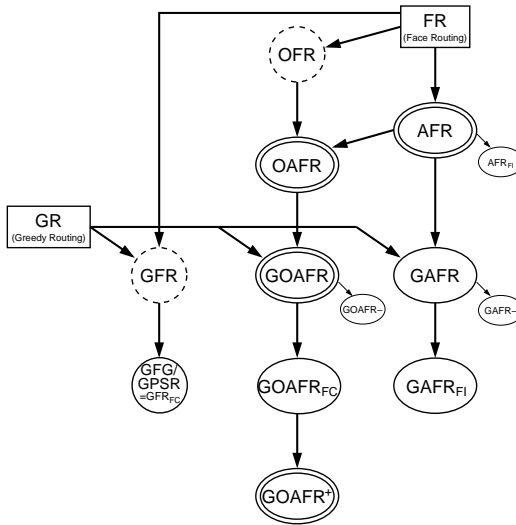 FR
(Face Routing)
OFR
AFR
OAFR
AFR_FI
GR
(Greedy Routing)
GFR
GOAFR
GAFR
GOAFR–
GAFR–
GFG/
GPSR
=GFR_FC
GOAFR_FC
GAFR_FI
GOAFR⁺